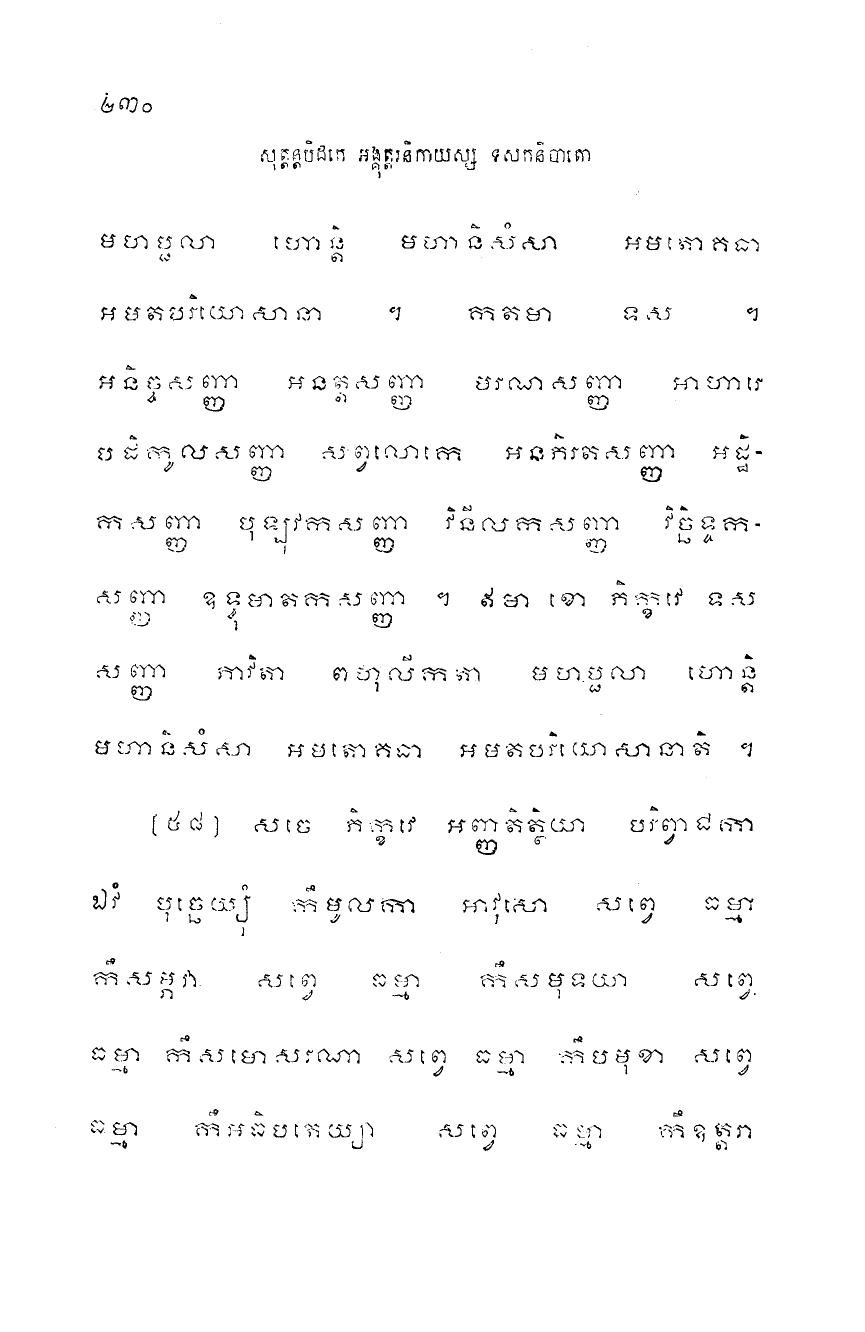 ២៣០
សុត្តន្តបិដកេ អង្គុត្តរនិកាយស្ស ទសកនិបាតោ
មហប្ផលា ហោន្តិ មហានិសំសា អមតោគធា
អមតបរិយោសានា ។ កតមា ទស ។
អនិច្ចសញ្ញា អនត្តសញ្ញា មរណសញ្ញា អាហារេ
បដិកូលសញ្ញា សព្វលោកេ អនភិរតសញ្ញា អដ្ឋិ-
កសញ្ញា បុឡុវកសញ្ញា វិនីលកសញ្ញា វិច្ឆិទ្ទក-
សញ្ញា ឧទ្ធុមាតកសញ្ញា ។ ឥមា ខោ ភិក្ខវេ ទស
សញ្ញា ភាវិតា ពហុលីកតា មហប្ផលា ហោន្តិ
មហានិសំសា អមតោគធា អមតបរិយោសានាតិ ។
[៥៨] សចេ ភិក្ខវេ អញ្ញតិត្ថិយា បរិព្វាជកា
ឯវំ បុច្ឆេយ្យុំ កឹមូលកា អាវុសោ សព្វេ ធម្មា
កឹសម្ភវា សព្វេ ធម្មា កឹសមុទយា សព្វេ
ធម្មា កឹសមោសរណា សព្វេ ធម្មា កឹបមុខា សព្វេ
ធម្មា កឹអធិបតេយ្យា សព្វេ ធម្មា កឹឧត្តរា